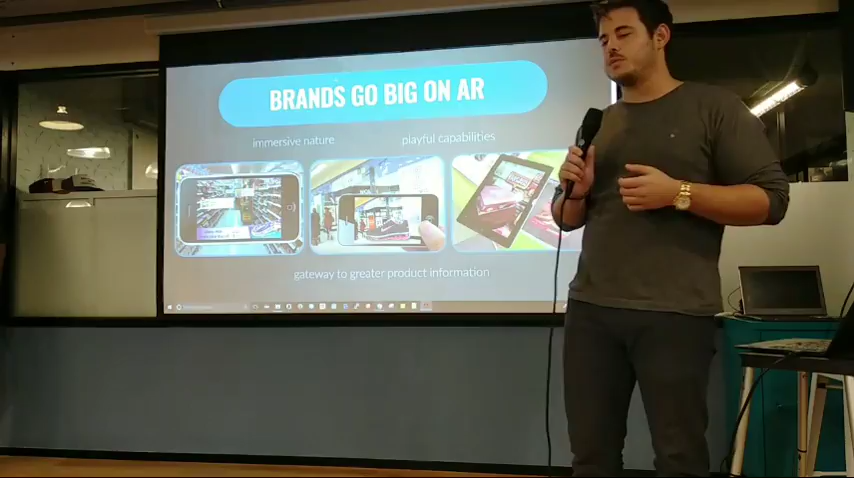 BRANDS GO BIG ON AR
immersive nature
playful capabilities
gateway to greater product information